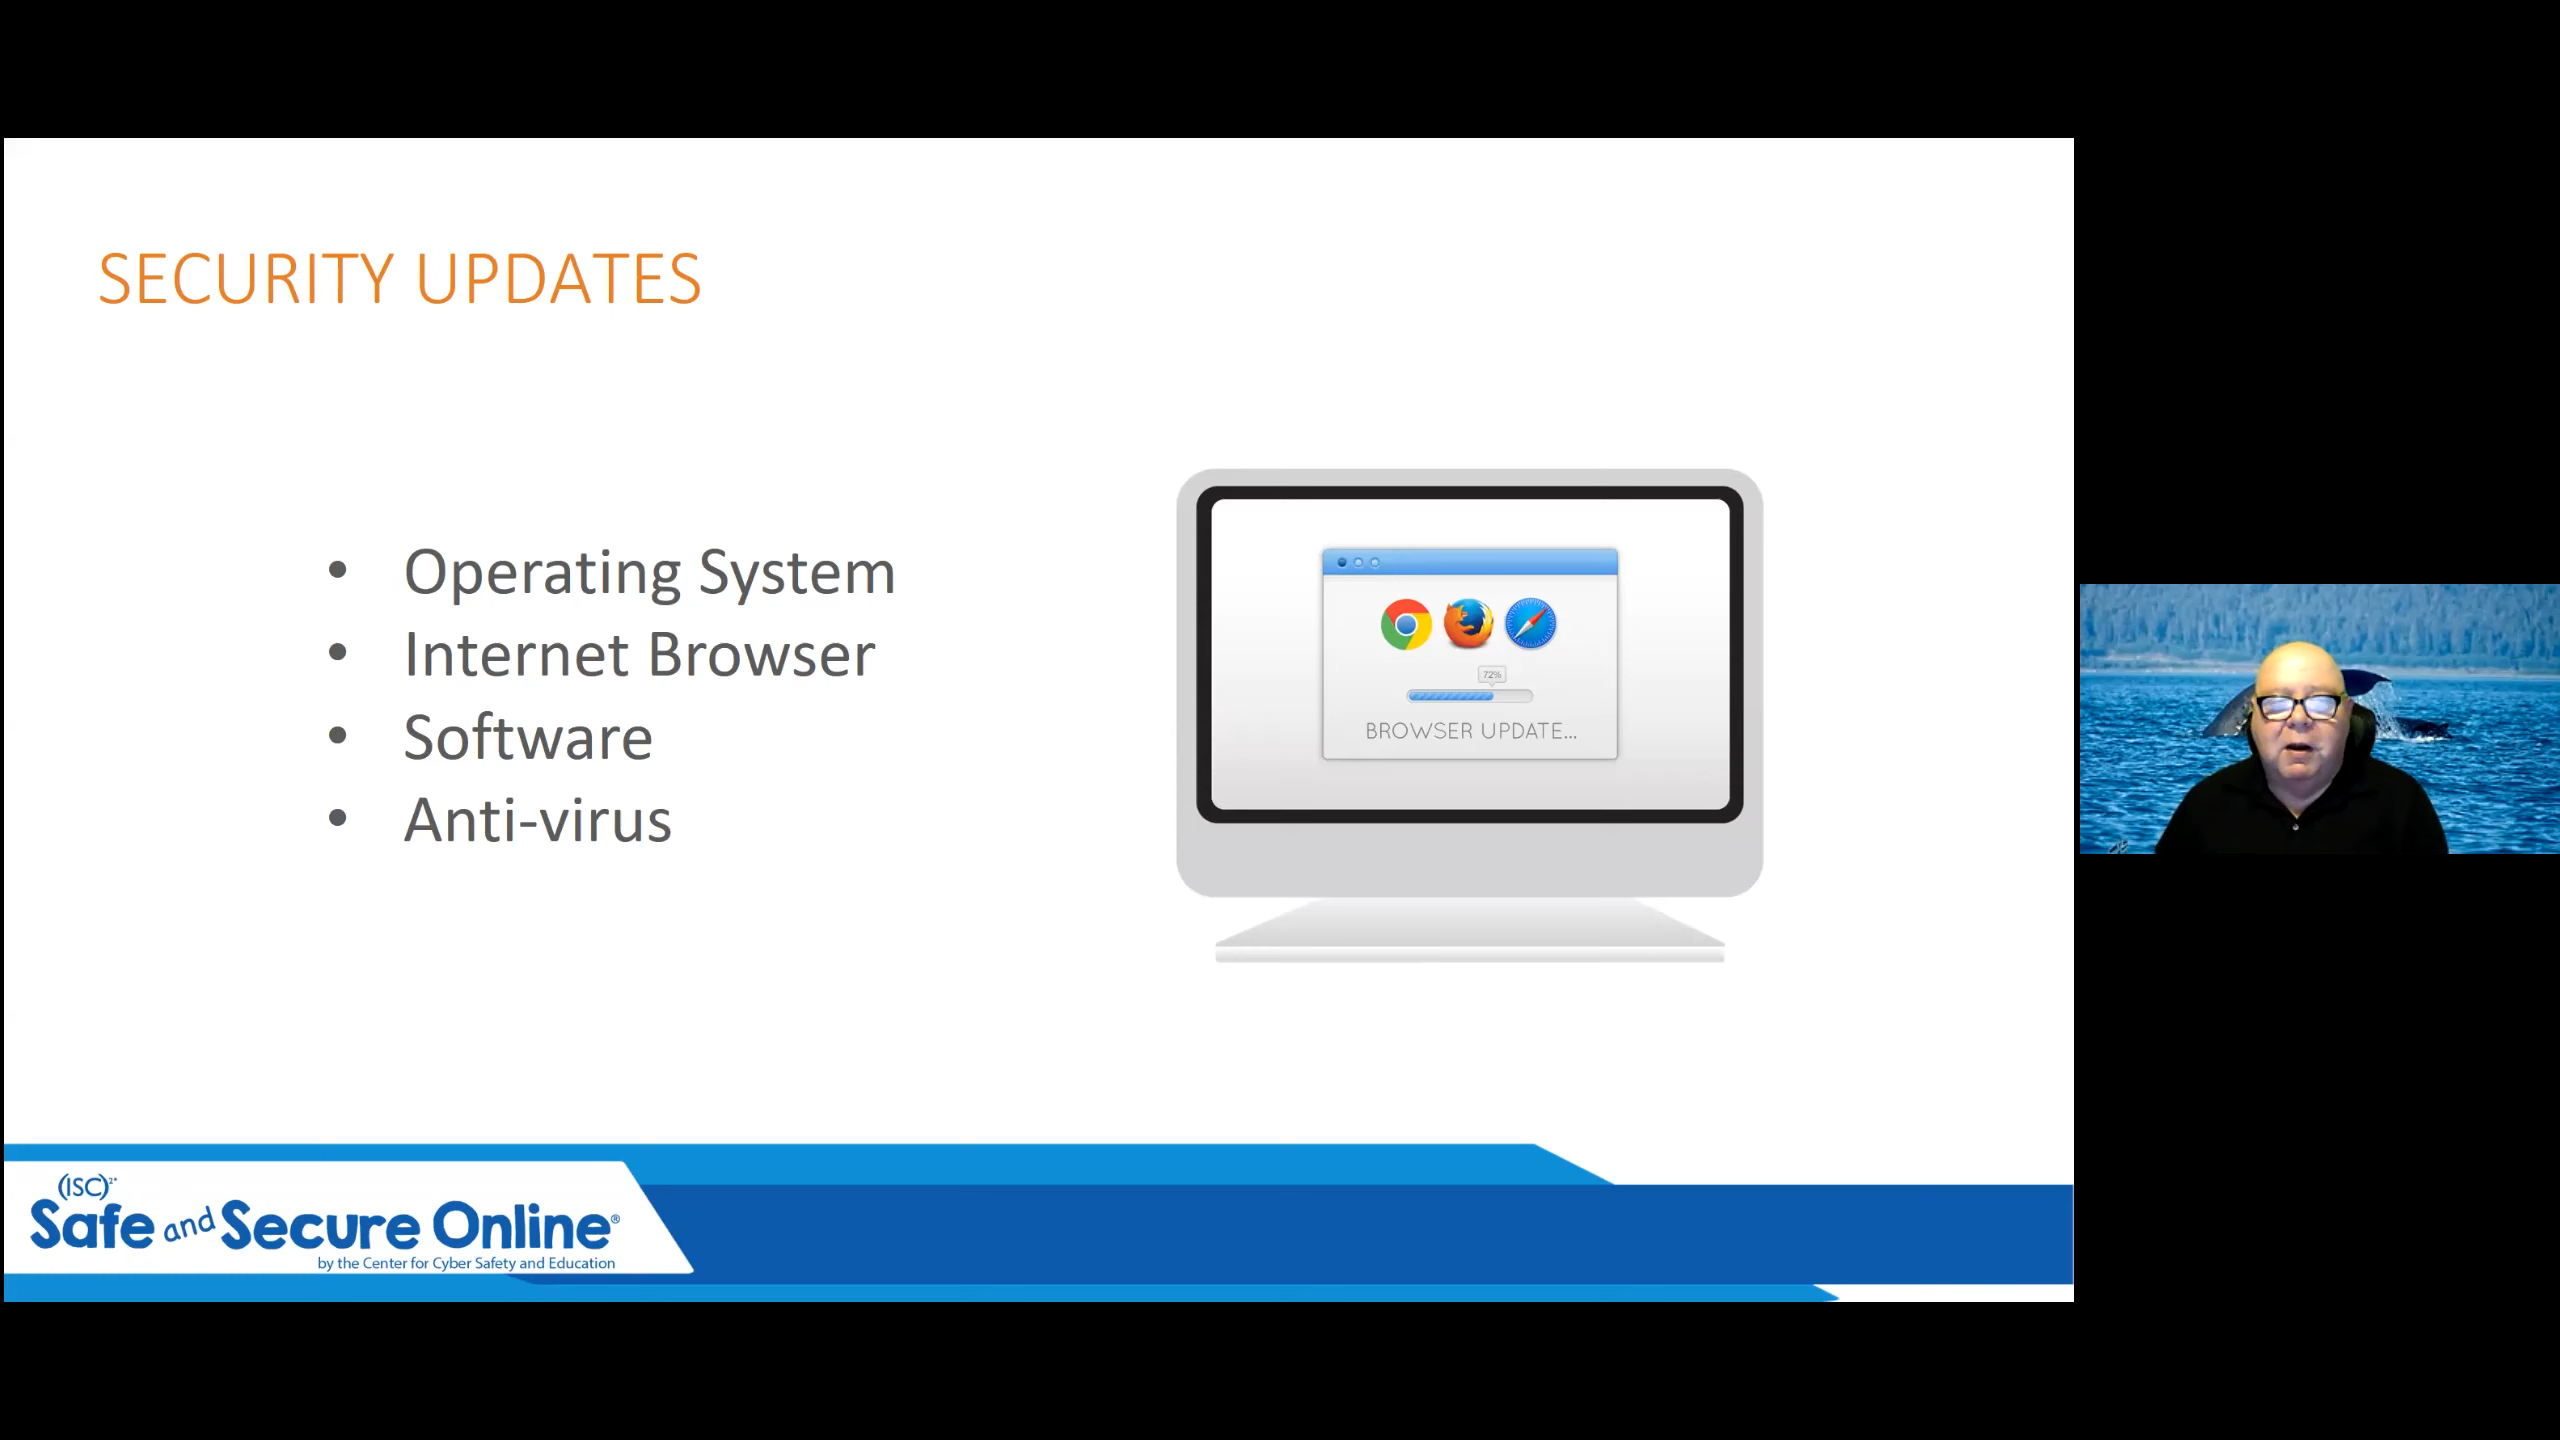 SECURITY UPDATES
• Operating System
• Internet Browser
• Software
• Anti-virus
72%
BROWSER UPDATE...
(ISC)²®
Safe and Secure Online®
by the Center for Cyber Safety and Education